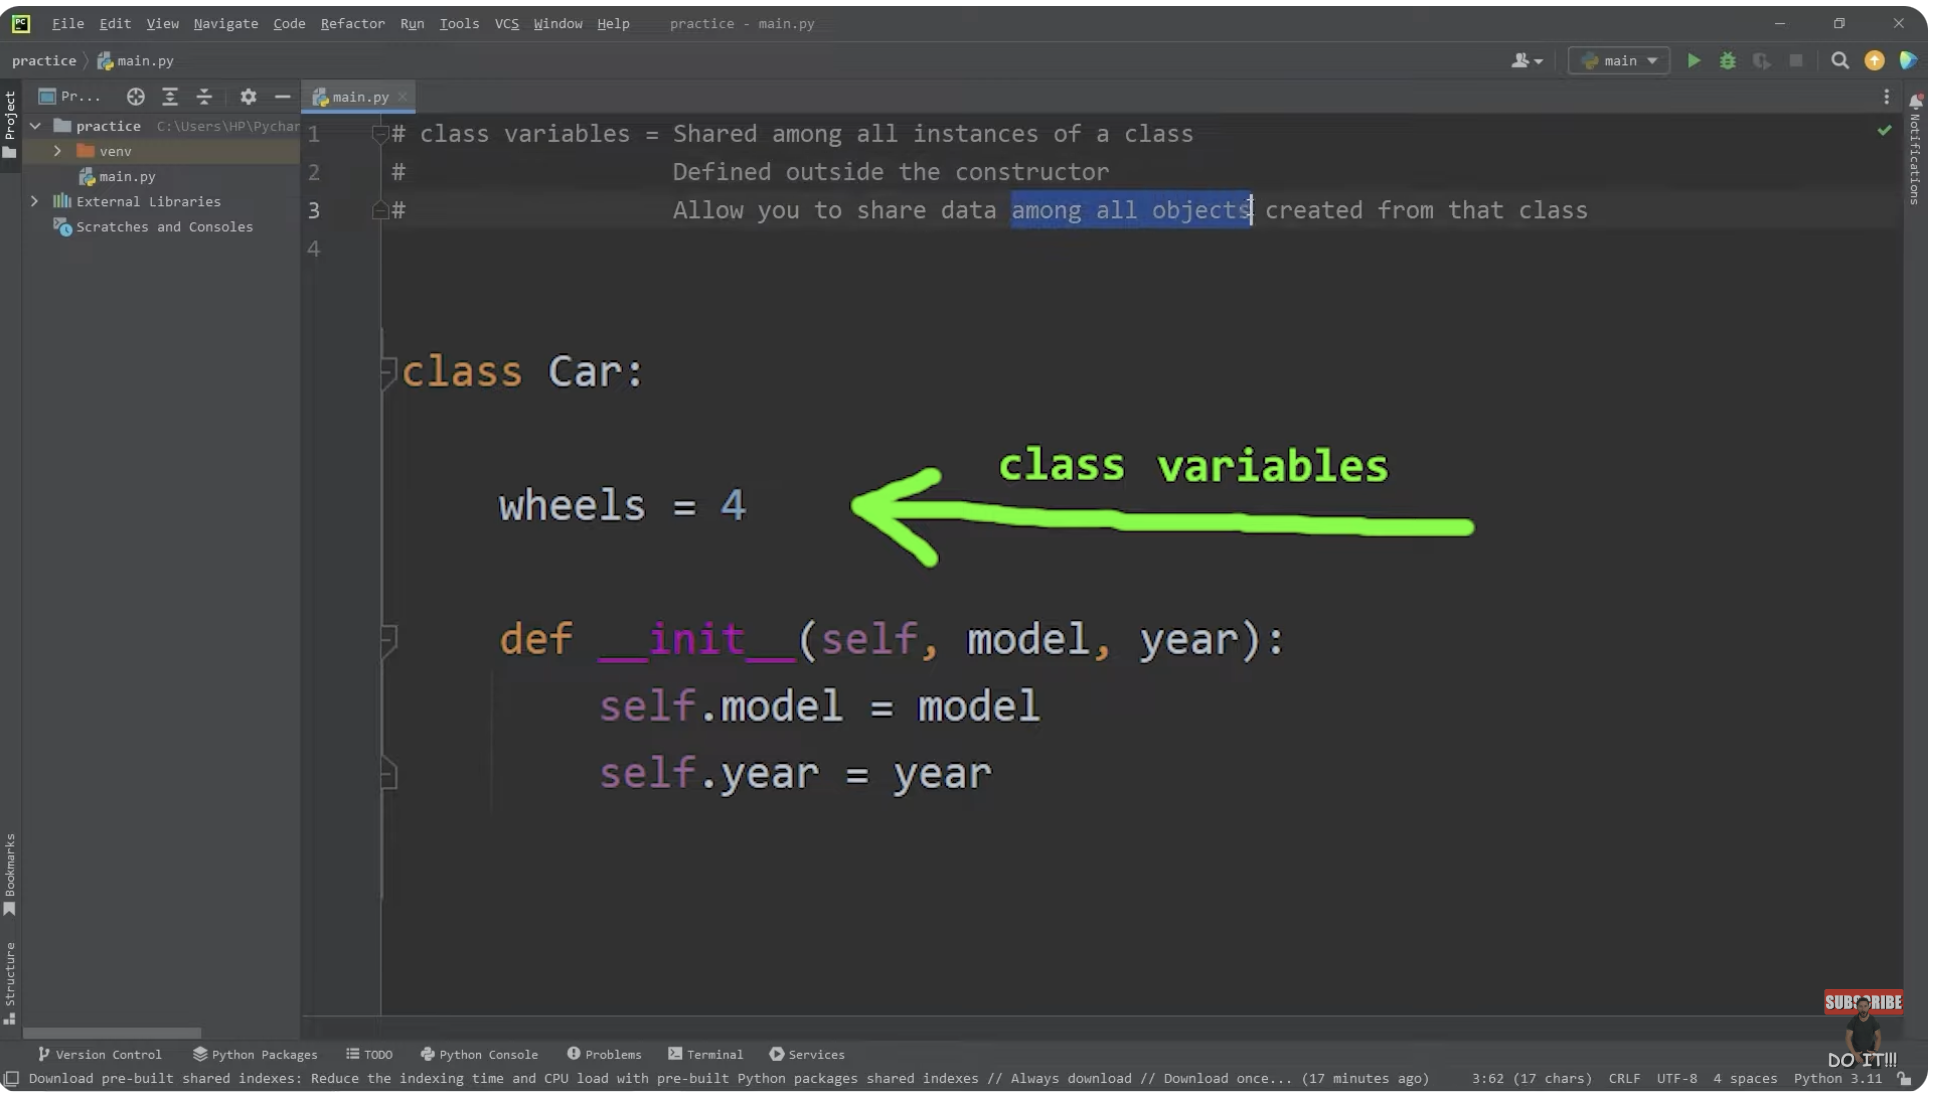 PC File Edit View Navigate Code Refactor Run Tools VCS Window Help practice - main.py
practice main.py main
Pr... main.py
Project
Notifications
practice C:\Users\HP\Pychar
venv
main.py
External Libraries
Scratches and Consoles
1 # class variables = Shared among all instances of a class
2 # Defined outside the constructor
3 # Allow you to share data among all objects created from that class
4
class Car:
class variables
wheels = 4
def __init__(self, model, year):
self.model = model
self.year = year
Bookmarks
Structure
SUBSCRIBE
DO IT!!!
Version Control Python Packages TODO Python Console Problems Terminal Services
Download pre-built shared indexes: Reduce the indexing time and CPU load with pre-built Python packages shared indexes // Always download // Download once... (17 minutes ago) 3:62 (17 chars) CRLF UTF-8 4 spaces Python 3.11